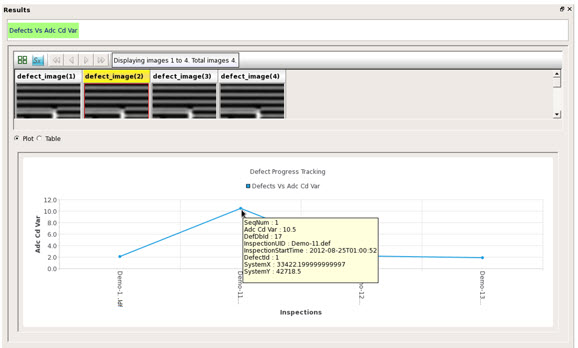 Results
Defects Vs Adc Cd Var
Displaying images 1 to 4. Total images 4.
defect_image(1) defect_image(2) defect_image(3) defect_image(4)
Plot Table
Defect Progress Tracking
Defects Vs Adc Cd Var
Adc Cd Var
12.0
10.0
8.0
6.0
4.0
2.0
0.0
SeqNum : 1
Adc Cd Var : 10.5
DefDbId : 17
InspectionUID : Demo-11.def
InspectionStartTime : 2012-08-25T01:00:52
DefectId : 1
SystemX : 33422.199999999997
SystemY : 42718.5
Demo-1.
Demo-11...
mo-12...
Demo-13...
Inspections